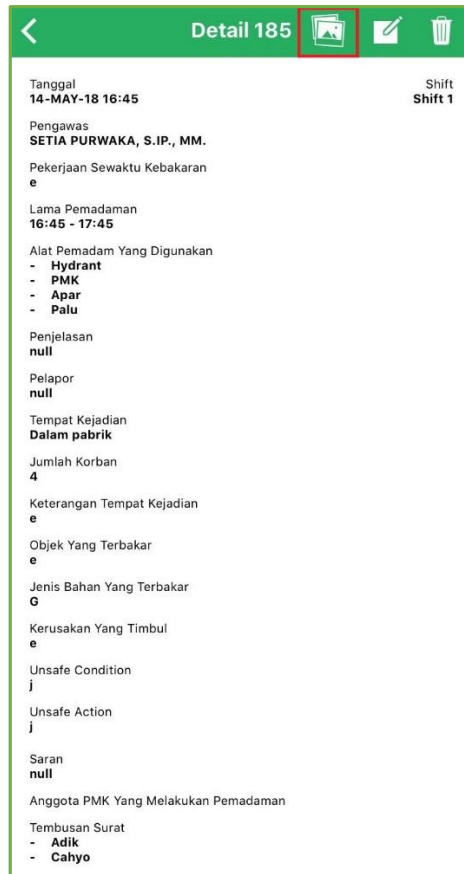 Detail 185
Tanggal
14-MAY-18 16:45
Shift
Shift 1
Pengawas
SETIA PURWAKA, S.IP., MM.
Pekerjaan Sewaktu Kebakaran
e
Lama Pemadaman
16:45 - 17:45
Alat Pemadam Yang Digunakan
- Hydrant
- PMK
- Apar
- Palu
Penjelasan
null
Pelapor
null
Tempat Kejadian
Dalam pabrik
Jumlah Korban
4
Keterangan Tempat Kejadian
e
Objek Yang Terbakar
e
Jenis Bahan Yang Terbakar
G
Kerusakan Yang Timbul
e
Unsafe Condition
j
Unsafe Action
j
Saran
null
Anggota PMK Yang Melakukan Pemadaman
Tembusan Surat
- Adik
- Cahyo